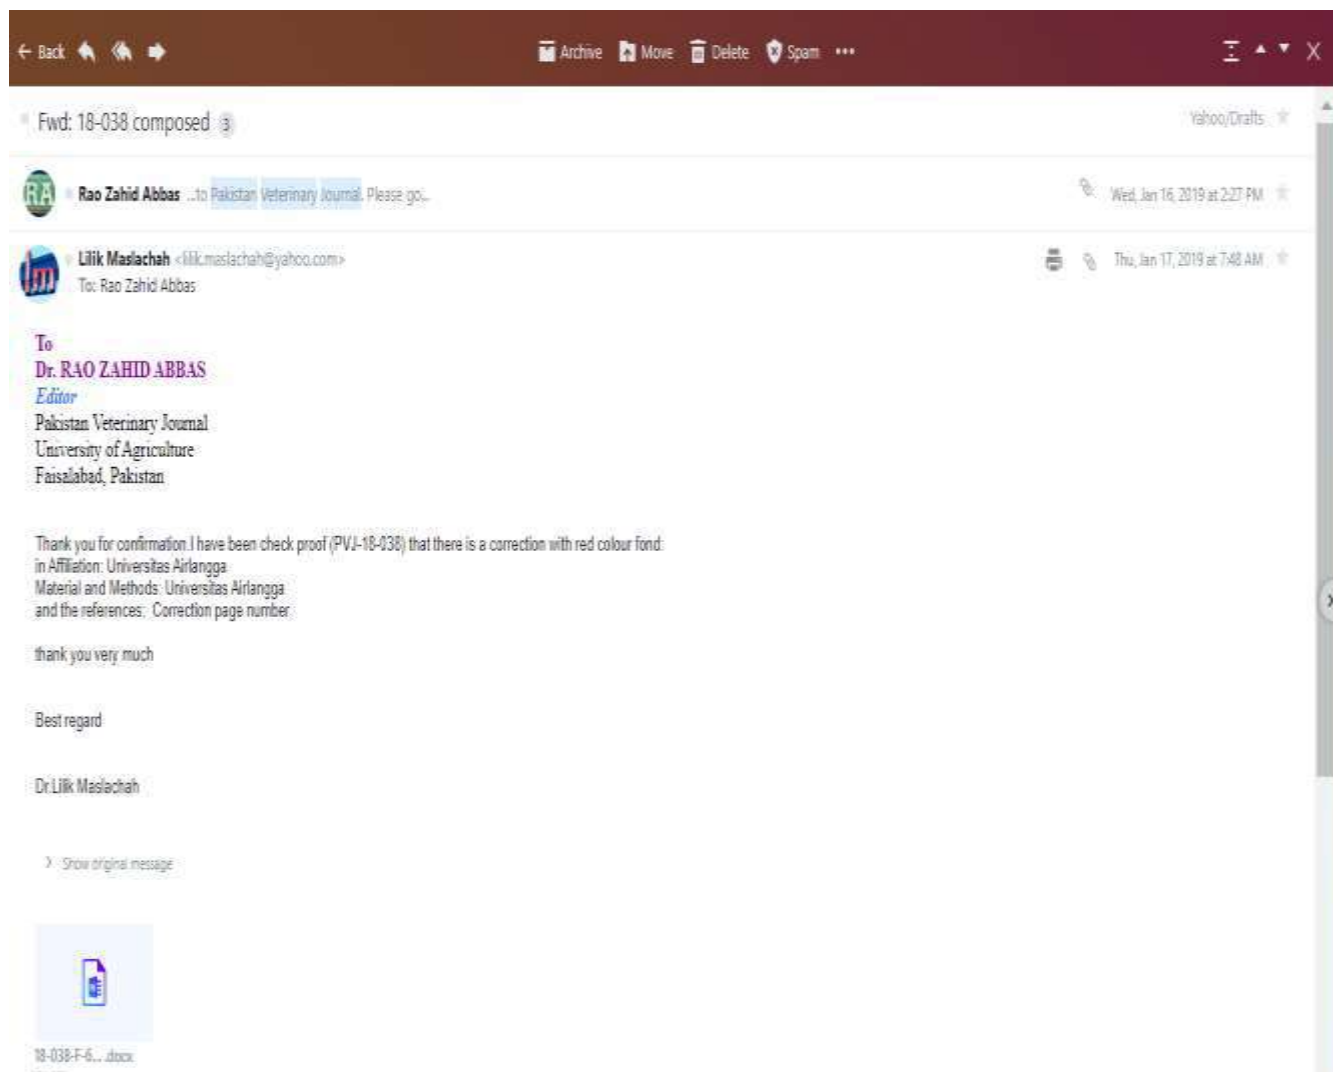 Back
Archive Move Delete Spam •••
X
Fwd: 18-038 composed 3
Yahoo/Drafts
RA
Rao Zahid Abbas ...to Pakistan Veterinary Journal. Please go...
Wed, Jan 16, 2019 at 2:27 PM
lm
Lilik Maslachah <lilik.maslachah@yahoo.com>
Thu, Jan 17, 2019 at 7:48 AM
To: Rao Zahid Abbas
To
Dr. RAO ZAHID ABBAS
Editor
Pakistan Veterinary Journal
University of Agriculture
Faisalabad, Pakistan
Thank you for confirmation.I have been check proof (PVJ-18-038) that there is a correction with red colour fond:
in Affiliation: Universitas Airlangga
Material and Methods: Universitas Airlangga
and the references: Correction page number
thank you very much
Best regard
Dr.Lilik Maslachah
Show original message
18-038-F-6... .docx